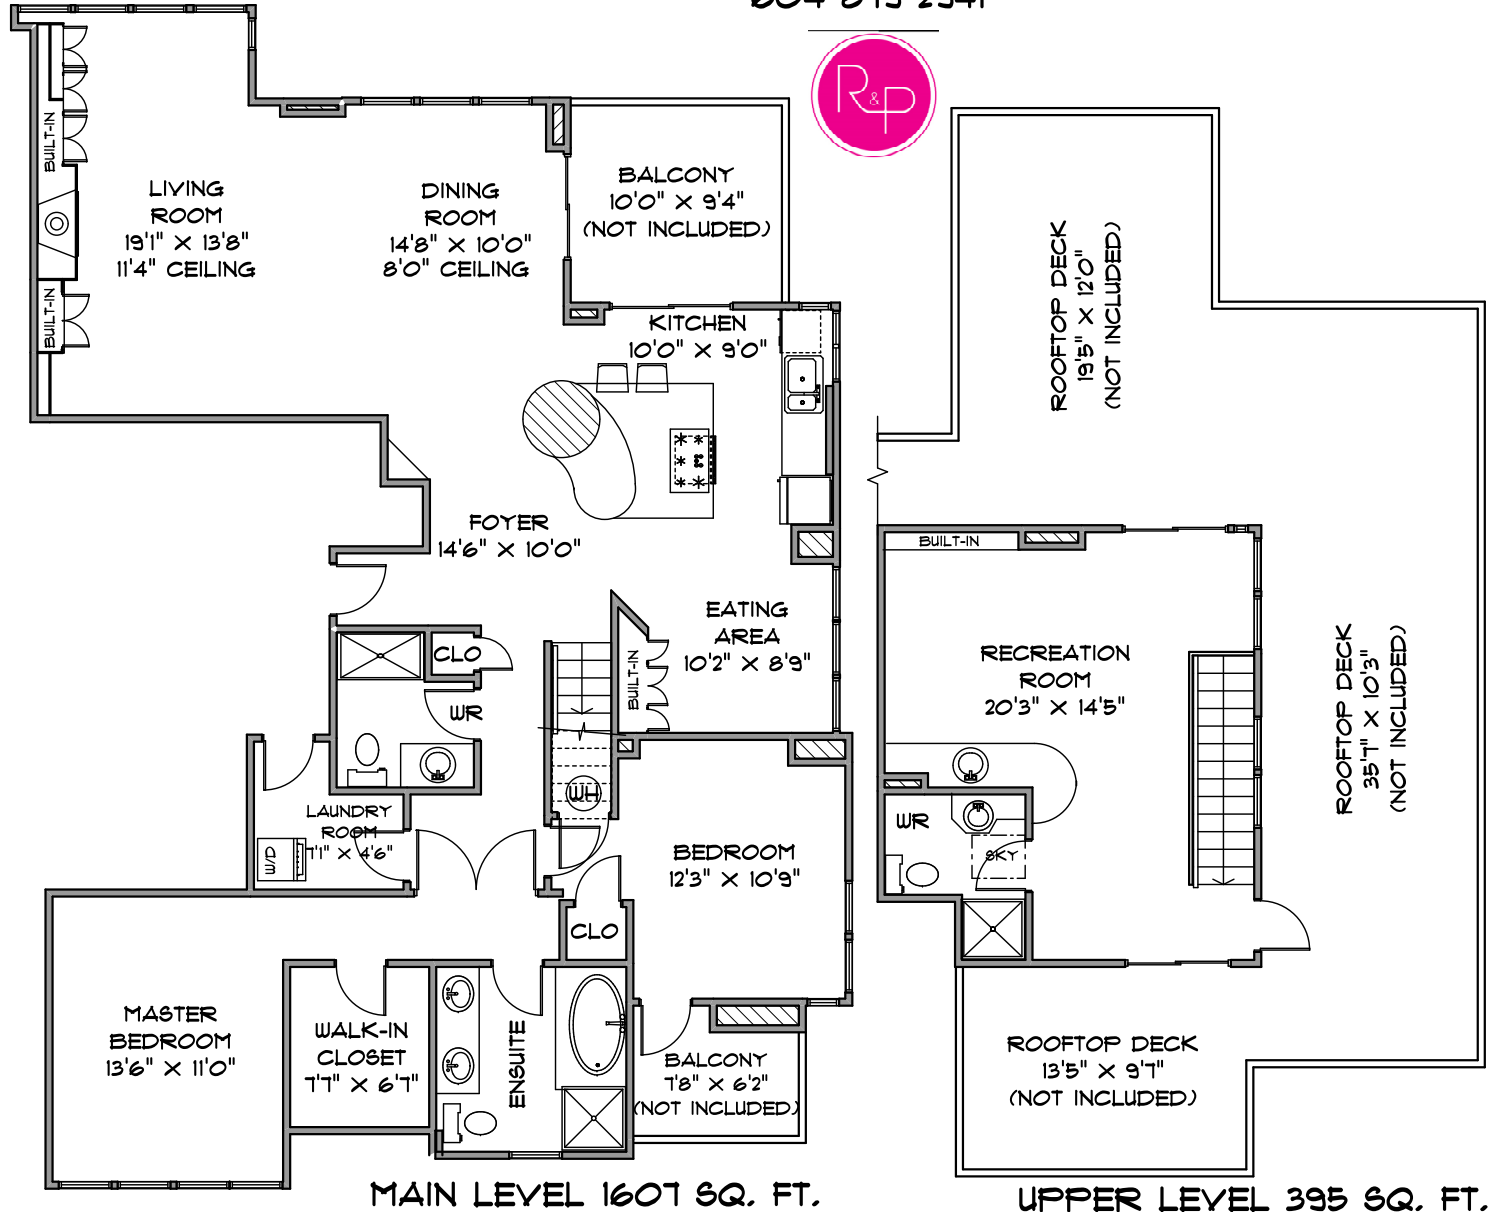 R&P
BUILT-IN
LIVING
ROOM
19'1" X 13'8"
11'4" CEILING
BUILT-IN
DINING
ROOM
14'8" X 10'0"
8'0" CEILING
BALCONY
10'0" X 9'4"
(NOT INCLUDED)
KITCHEN
10'0" X 9'0"
FOYER
14'6" X 10'0"
EATING
AREA
10'2" X 8'9"
BUILT-IN
CLO
WR
WH
LAUNDRY
ROOM
7'1" X 4'6"
W/D
BEDROOM
12'3" X 10'9"
CLO
MASTER
BEDROOM
13'6" X 11'0"
WALK-IN
CLOSET
7'7" X 6'7"
ENSUITE
BALCONY
7'8" X 6'2"
(NOT INCLUDED)
MAIN LEVEL 1607 SQ. FT.
ROOFTOP DECK
19'5" X 12'0"
(NOT INCLUDED)
BUILT-IN
RECREATION
ROOM
20'3" X 14'5"
ROOFTOP DECK
35'7" X 10'3"
(NOT INCLUDED)
WR
SKY
ROOFTOP DECK
13'5" X 9'7"
(NOT INCLUDED)
UPPER LEVEL 395 SQ. FT.